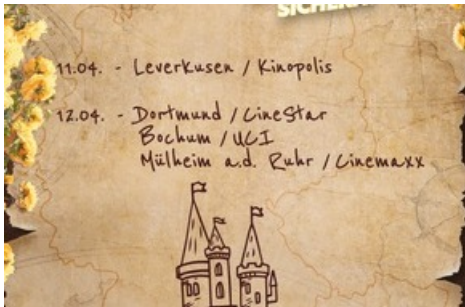 11.04. - Leverkusen / Kinopolis
12.04. - Dortmund / CineStar
Bochum / UCI
Mülheim a.d. Ruhr / Cinemaxx